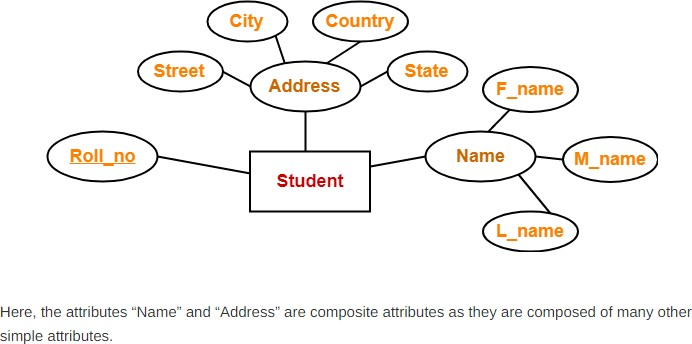 City
Country
Street
Address
State
F_name
Roll_no
Student
Name
M_name
L_name
Here, the attributes “Name” and “Address” are composite attributes as they are composed of many other
simple attributes.